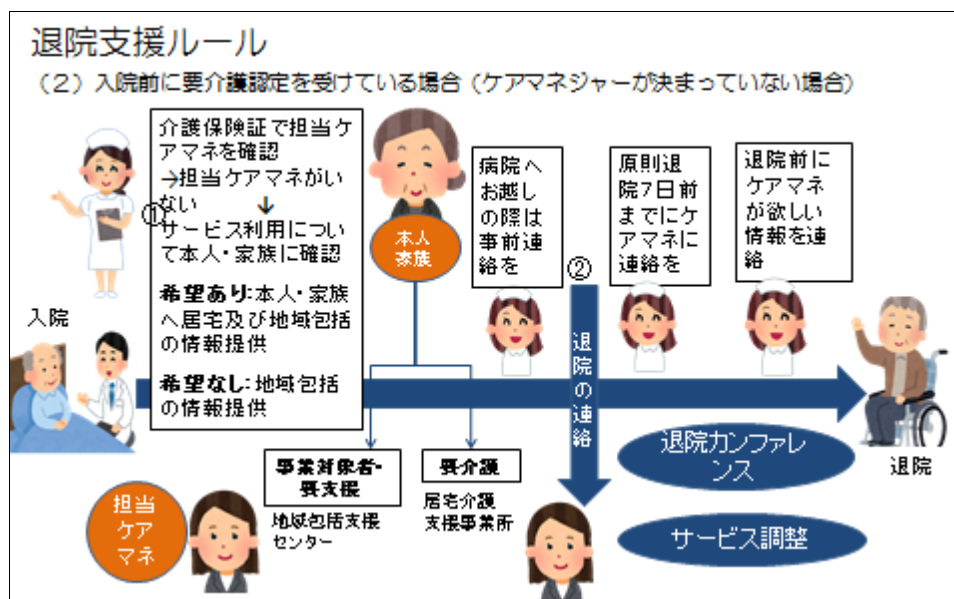 退院支援ルール
（２）入院前に要介護認定を受けている場合（ケアマネジャーが決まっていない場合）
①
介護保険証で担当ケ
アマネを確認
→担当ケアマネがい
ない　↓
サービス利用につい
て本人・家族に確認
希望あり：本人・家族
へ居宅及び地域包括
の情報提供
希望なし：地域包括
の情報提供
本人
家族
病院へ
お越し
の際は
事前連
絡を
②
原則退
院７日前
までにケ
アマネに
連絡を
退院前に
ケアマネ
が欲しい
情報を連
絡
入院
退院の連絡
退院
退院カンファレ
ンス
サービス調整
事業対象者・
要支援
地域包括支援
センター
要介護
居宅介護
支援事業所
担当
ケア
マネ